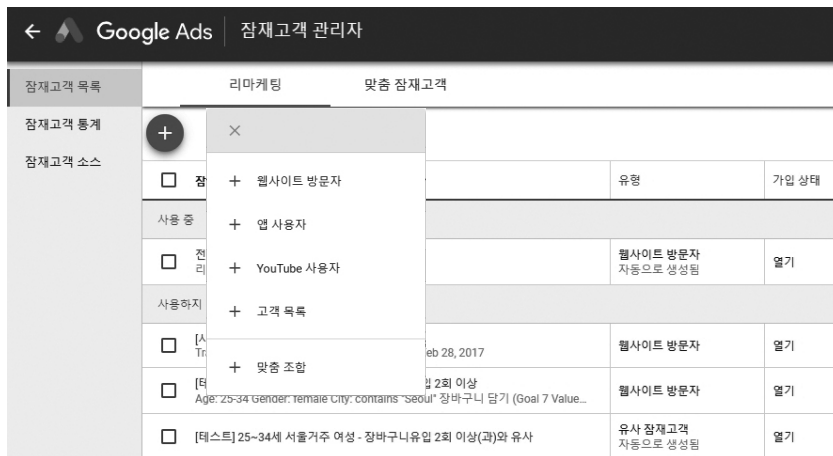 Google Ads 잠재고객 관리자
잠재고객 목록
잠재고객 통계
잠재고객 소스
리마케팅 맞춤 잠재고객
웹사이트 방문자
앱 사용자
YouTube 사용자
고객 목록
맞춤 조합
유형 가입 상태
사용 중
웹사이트 방문자
자동으로 생성됨
열기
사용하지
eb 28, 2017
웹사이트 방문자 열기
입 2회 이상
Age: 25-34 Gender: female City: contains "Seoul" 장바구니 담기 (Goal 7 Value...
웹사이트 방문자 열기
[테스트] 25~34세 서울거주 여성 - 장바구니유입 2회 이상(과)와 유사
유사 잠재고객
자동으로 생성됨
열기